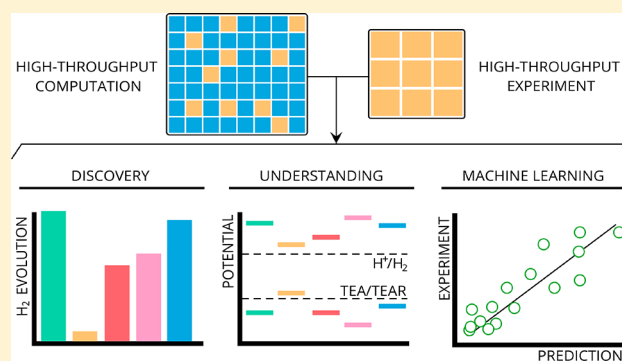 HIGH-THROUGHPUT
COMPUTATION
HIGH-THROUGHPUT
EXPERIMENT
DISCOVERY
UNDERSTANDING
MACHINE LEARNING
H₂ EVOLUTION
POTENTIAL
H⁺/H₂
TEA/TEAR
EXPERIMENT
PREDICTION